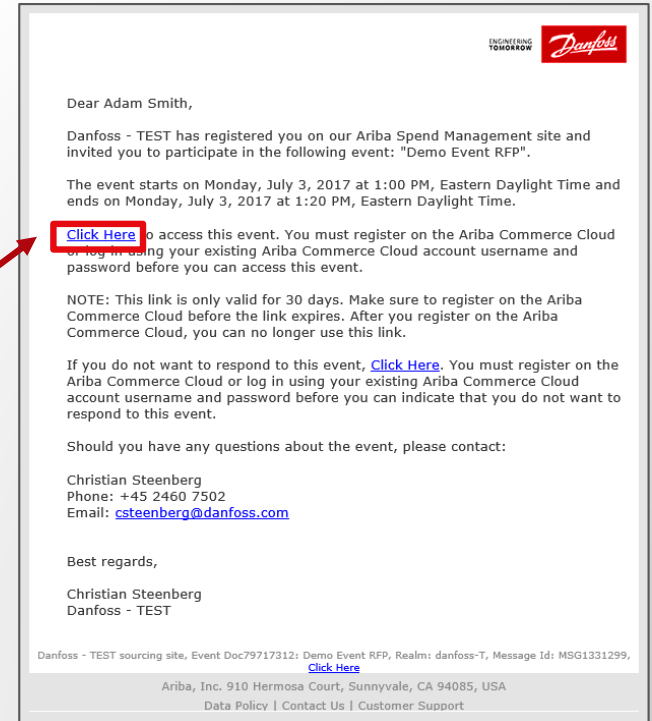 ENGINEERING
TOMORROW
Danfoss
Dear Adam Smith,
Danfoss - TEST has registered you on our Ariba Spend Management site and
invited you to participate in the following event: "Demo Event RFP".
The event starts on Monday, July 3, 2017 at 1:00 PM, Eastern Daylight Time and
ends on Monday, July 3, 2017 at 1:20 PM, Eastern Daylight Time.
Click Here to access this event. You must register on the Ariba Commerce Cloud
or log in using your existing Ariba Commerce Cloud account username and
password before you can access this event.
NOTE: This link is only valid for 30 days. Make sure to register on the Ariba
Commerce Cloud before the link expires. After you register on the Ariba
Commerce Cloud, you can no longer use this link.
If you do not want to respond to this event, Click Here. You must register on the
Ariba Commerce Cloud or log in using your existing Ariba Commerce Cloud
account username and password before you can indicate that you do not want to
respond to this event.
Should you have any questions about the event, please contact:
Christian Steenberg
Phone: +45 2460 7502
Email: csteenberg@danfoss.com
Best regards,
Christian Steenberg
Danfoss - TEST
Danfoss - TEST sourcing site, Event Doc79717312: Demo Event RFP, Realm: danfoss-T, Message Id: MSG1331299,
Click Here
Ariba, Inc. 910 Hermosa Court, Sunnyvale, CA 94085, USA
Data Policy | Contact Us | Customer Support